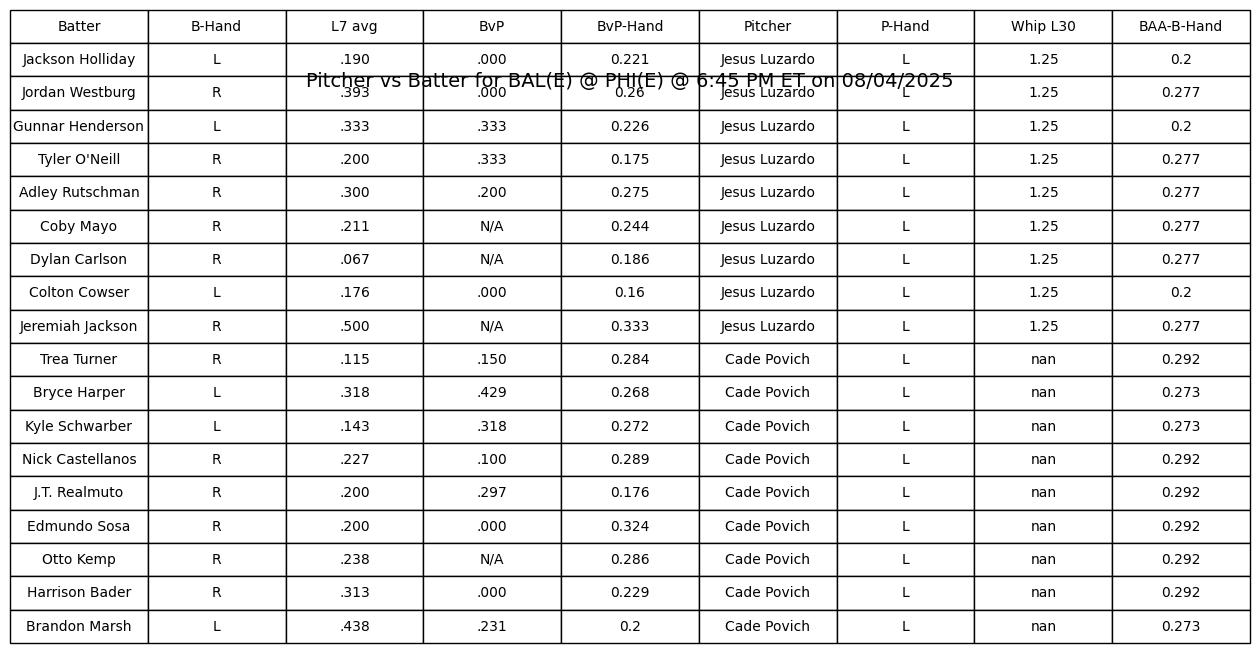 Batter B-Hand L7 avg BvP BvP-Hand Pitcher P-Hand Whip L30 BAA-B-Hand
Jackson Holliday L .190 .000 0.221 Jesus Luzardo L 1.25 0.2
Pitcher vs Batter for BAL(E) @ PHI(E) @ 6:45 PM ET on 08/04/2025
Jordan Westburg R .393 .000 0.26 Jesus Luzardo L 1.25 0.277
Gunnar Henderson L .333 .333 0.226 Jesus Luzardo L 1.25 0.2
Tyler O'Neill R .200 .333 0.175 Jesus Luzardo L 1.25 0.277
Adley Rutschman R .300 .200 0.275 Jesus Luzardo L 1.25 0.277
Coby Mayo R .211 N/A 0.244 Jesus Luzardo L 1.25 0.277
Dylan Carlson R .067 N/A 0.186 Jesus Luzardo L 1.25 0.277
Colton Cowser L .176 .000 0.16 Jesus Luzardo L 1.25 0.2
Jeremiah Jackson R .500 N/A 0.333 Jesus Luzardo L 1.25 0.277
Trea Turner R .115 .150 0.284 Cade Povich L nan 0.292
Bryce Harper L .318 .429 0.268 Cade Povich L nan 0.273
Kyle Schwarber L .143 .318 0.272 Cade Povich L nan 0.273
Nick Castellanos R .227 .100 0.289 Cade Povich L nan 0.292
J.T. Realmuto R .200 .297 0.176 Cade Povich L nan 0.292
Edmundo Sosa R .200 .000 0.324 Cade Povich L nan 0.292
Otto Kemp R .238 N/A 0.286 Cade Povich L nan 0.292
Harrison Bader R .313 .000 0.229 Cade Povich L nan 0.292
Brandon Marsh L .438 .231 0.2 Cade Povich L nan 0.273